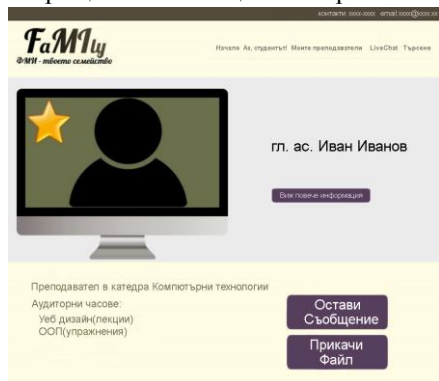 контакти: xxxx-xxxx email:xxxx@xxxx.xx
FaMIly
ФМИ - твоето семейство
Начало Аз, студентът! Моите преподаватели LiveChat Търсене
гл. ас. Иван Иванов
Виж повече информация
Преподавател в катедра Компютърни технологии
Аудиторни часове:
Уеб дизайн(лекции)
ООП(упражнения)
Остави
Съобщение
Прикачи
Файл